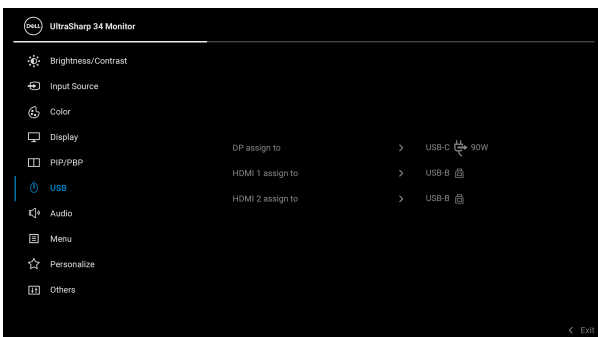 DELL UltraSharp 34 Monitor
Brightness/Contrast
Input Source
Color
Display
DP assign to USB-C 90W
PIP/PBP
HDMI 1 assign to USB-B
USB
HDMI 2 assign to USB-B
Audio
Menu
Personalize
Others
Exit